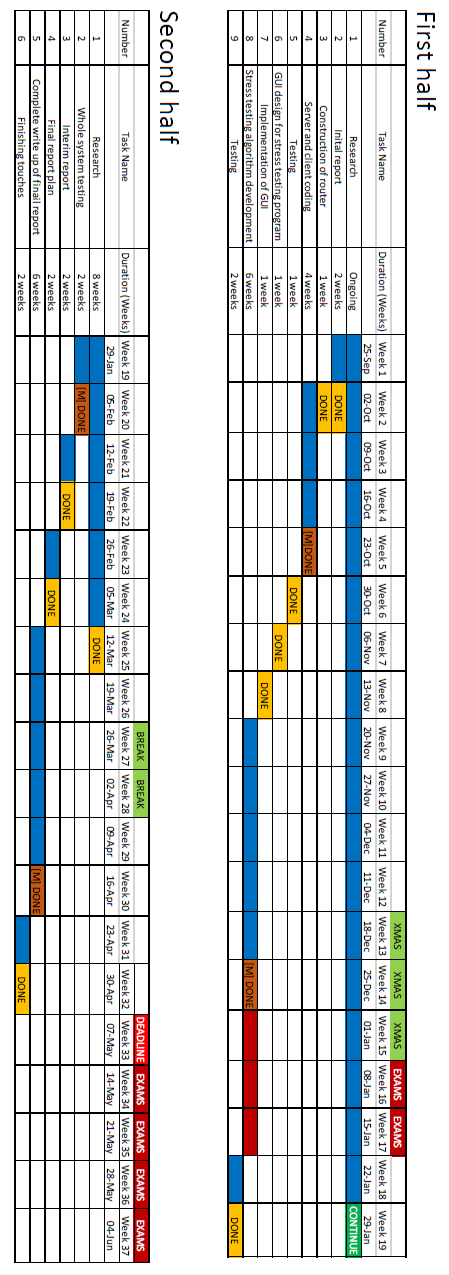 First half
XMAS XMAS XMAS EXAMS EXAMS
Number Task Name Duration (Weeks) Week 1 Week 2 Week 3 Week 4 Week 5 Week 6 Week 7 Week 8 Week 9 Week 10 Week 11 Week 12 Week 13 Week 14 Week 15 Week 16 Week 17 Week 18 Week 19
25-Sep 02-Oct 09-Oct 16-Oct 23-Oct 30-Oct 06-Nov 13-Nov 20-Nov 27-Nov 04-Dec 11-Dec 18-Dec 25-Dec 01-Jan 08-Jan 15-Jan 22-Jan 29-Jan
1 Research Ongoing CONTINUE
2 Inital report 2 weeks DONE
3 Construction of router 1 week DONE
4 Server and client coding 4 weeks [M] DONE
5 Testing 1 week DONE
6 GUI design for stress testing program 1 week DONE
7 Implementation of GUI 1 week DONE
8 Stress testing algorithm development 6 weeks [M] DONE
9 Testing 2 weeks DONE
Second half
BREAK BREAK DEADLINE EXAMS EXAMS EXAMS EXAMS
Number Task Name Duration (Weeks) Week 19 Week 20 Week 21 Week 22 Week 23 Week 24 Week 25 Week 26 Week 27 Week 28 Week 29 Week 30 Week 31 Week 32 Week 33 Week 34 Week 35 Week 36 Week 37
29-Jan 05-Feb 12-Feb 19-Feb 26-Feb 05-Mar 12-Mar 19-Mar 26-Mar 02-Apr 09-Apr 16-Apr 23-Apr 30-Apr 07-May 14-May 21-May 28-May 04-Jun
1 Research 8 weeks DONE
2 Whole system testing 2 weeks [M] DONE
3 Interim report 2 weeks DONE
4 Final report plan 2 weeks DONE
5 Complete write up of finail report 6 weeks [M] DONE
6 Finishing touches 2 weeks DONE